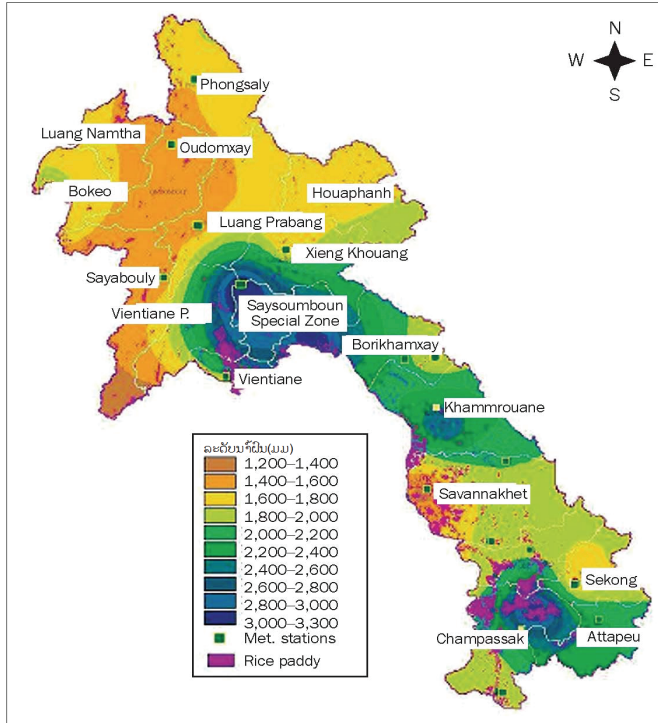 N
W E
S
Phongsaly
Luang Namtha
Oudomxay
Bokeo
Houaphanh
Luang Prabang
Xieng Khouang
Sayabouly
Vientiane P.
Saysoumboun
Special Zone
Borikhamxay
Vientiane
Khammrouane
ລະດັບນໍ້າຝົນ(ມມ)
1,200–1,400
1,400–1,600
1,600–1,800
1,800–2,000
2,000–2,200
2,200–2,400
2,400–2,600
2,600–2,800
2,800–3,000
3,000–3,300
Met. stations
Rice paddy
Savannakhet
Sekong
Champassak
Attapeu